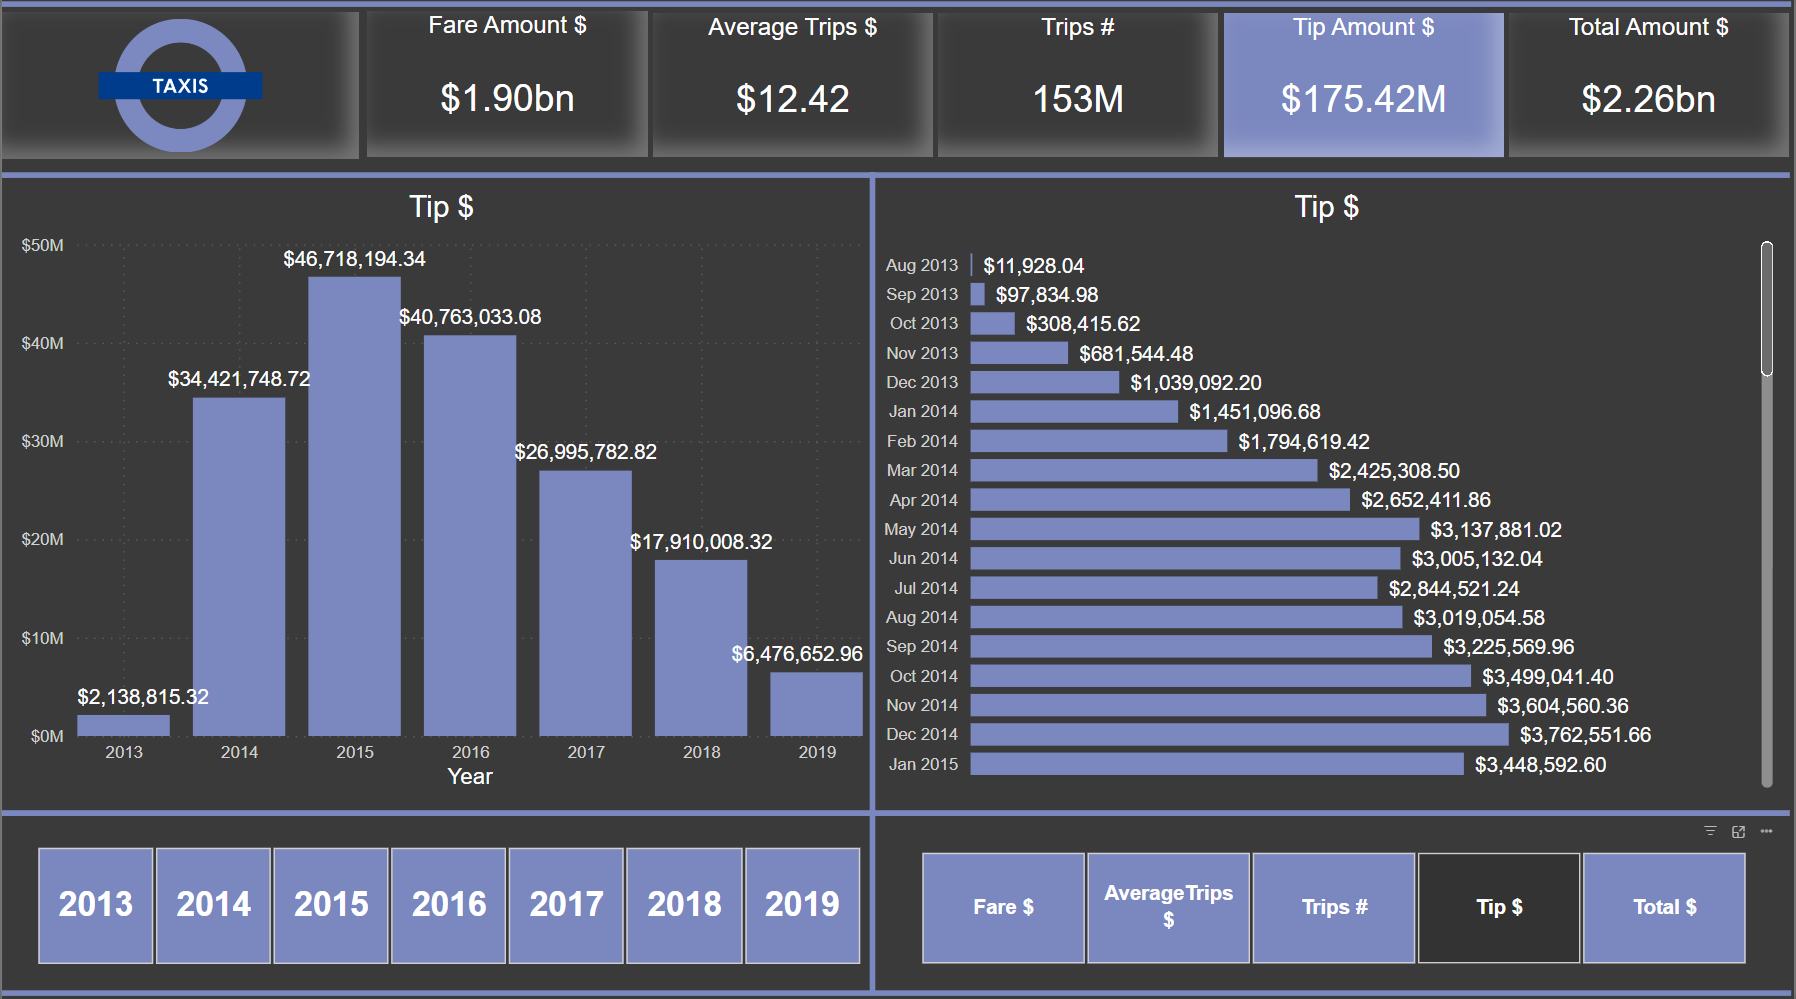 TAXIS
Fare Amount $
$1.90bn
Average Trips $
$12.42
Trips #
153M
Tip Amount $
$175.42M
Total Amount $
$2.26bn
Tip $
$50M
$40M
$30M
$20M
$10M
$0M
$2,138,815.32
$34,421,748.72
$46,718,194.34
$40,763,033.08
$26,995,782.82
$17,910,008.32
$6,476,652.96
2013 2014 2015 2016 2017 2018 2019
Year
Tip $
Aug 2013 $11,928.04
Sep 2013 $97,834.98
Oct 2013 $308,415.62
Nov 2013 $681,544.48
Dec 2013 $1,039,092.20
Jan 2014 $1,451,096.68
Feb 2014 $1,794,619.42
Mar 2014 $2,425,308.50
Apr 2014 $2,652,411.86
May 2014 $3,137,881.02
Jun 2014 $3,005,132.04
Jul 2014 $2,844,521.24
Aug 2014 $3,019,054.58
Sep 2014 $3,225,569.96
Oct 2014 $3,499,041.40
Nov 2014 $3,604,560.36
Dec 2014 $3,762,551.66
Jan 2015 $3,448,592.60
2013 2014 2015 2016 2017 2018 2019
Fare $
AverageTrips
$
Trips #
Tip $
Total $